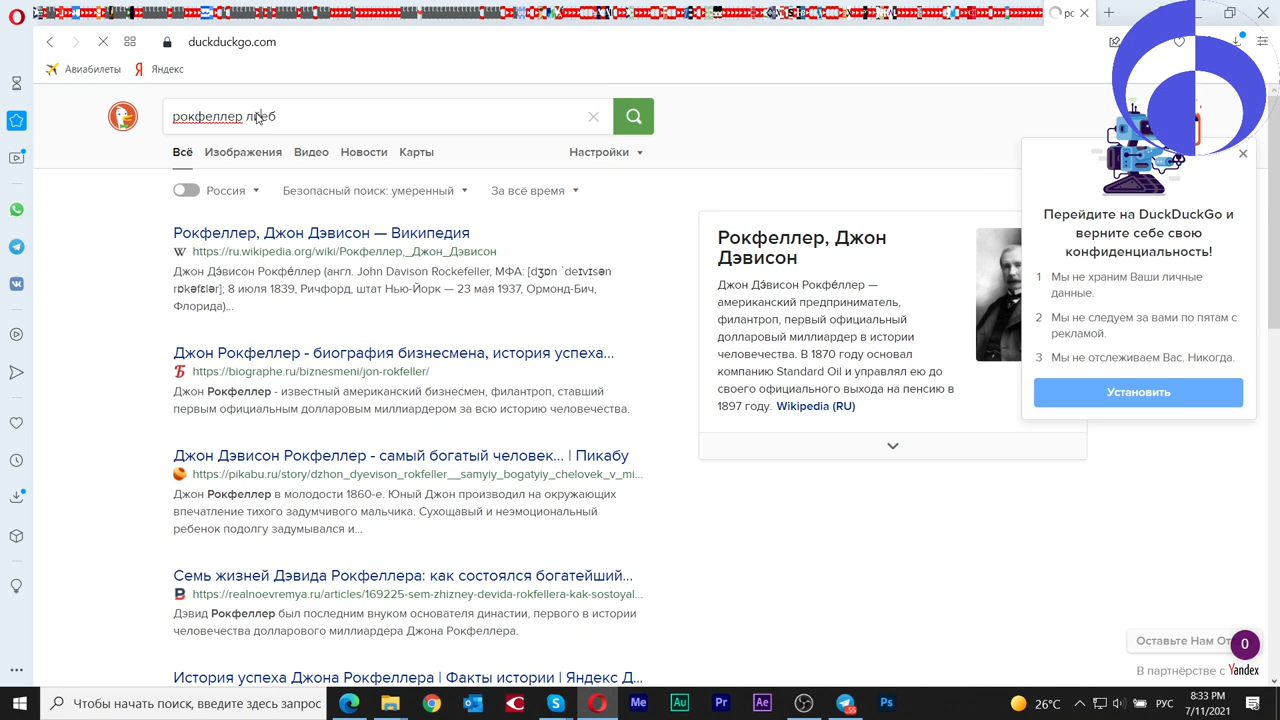 рс
duckduckgo.com
Авиабилеты
Яндекс
рокфеллер
Всё Изображения Видео Новости Карты Настройки
Россия Безопасный поиск: умеренный За всё время
Рокфеллер, Джон Дэвисон — Википедия
https://ru.wikipedia.org/wiki/Рокфеллер,_Джон_Дэвисон
Джон Дэ́висон Рокфе́ллер (англ. John Davison Rockefeller, МФА: [dʒɒn ˈdeɪvɪsən
rɒkəfɛlər]; 8 июля 1839, Ричфорд, штат Нью-Йорк — 23 мая 1937, Ормонд-Бич,
Флорида)...
Джон Рокфеллер - биография бизнесмена, история успеха...
https://biographe.ru/biznesmeni/jon-rokfeller/
Джон Рокфеллер - известный американский бизнесмен, филантроп, ставший
первым официальным долларовым миллиардером за всю историю человечества.
Джон Дэвисон Рокфеллер - самый богатый человек... | Пикабу
https://pikabu.ru/story/dzhon_dyevison_rokfeller__samyiy_bogatyiy_chelovek_v_mi...
Джон Рокфеллер в молодости 1860-е. Юный Джон производил на окружающих
впечатление тихого задумчивого мальчика. Сухощавый и неэмоциональный
ребенок подолгу задумывался и...
Семь жизней Дэвида Рокфеллера: как состоялся богатейший...
https://realnoevremya.ru/articles/169225-sem-zhizney-devida-rokfellera-kak-sostoyal...
Дэвид Рокфеллер был последним внуком основателя династии, первого в истории
человечества долларового миллиардера Джона Рокфеллера.
История успеха Джона Рокфеллера | Факты истории | Яндекс Д...
Рокфеллер, Джон
Дэвисон
Джон Дэ́висон Рокфе́ллер —
американский предприниматель,
филантроп, первый официальный
долларовый миллиардер в истории
человечества. В 1870 году основал
компанию Standard Oil и управлял ею до
своего официального выхода на пенсию в
1897 году. Wikipedia (RU)
Перейдите на DuckDuckGo и
верните себе свою
конфиденциальность!
1 Мы не храним Ваши личные
данные.
2 Мы не следуем за вами по пятам с
рекламой.
3 Мы не отслеживаем Вас. Никогда.
Установить
Оставьте Нам От
0
В партнёрстве с Yandex
Чтобы начать поиск, введите здесь запрос
Me Au Pr Ae Ps
55
26°C
РУС
8:33 PM
7/11/2021